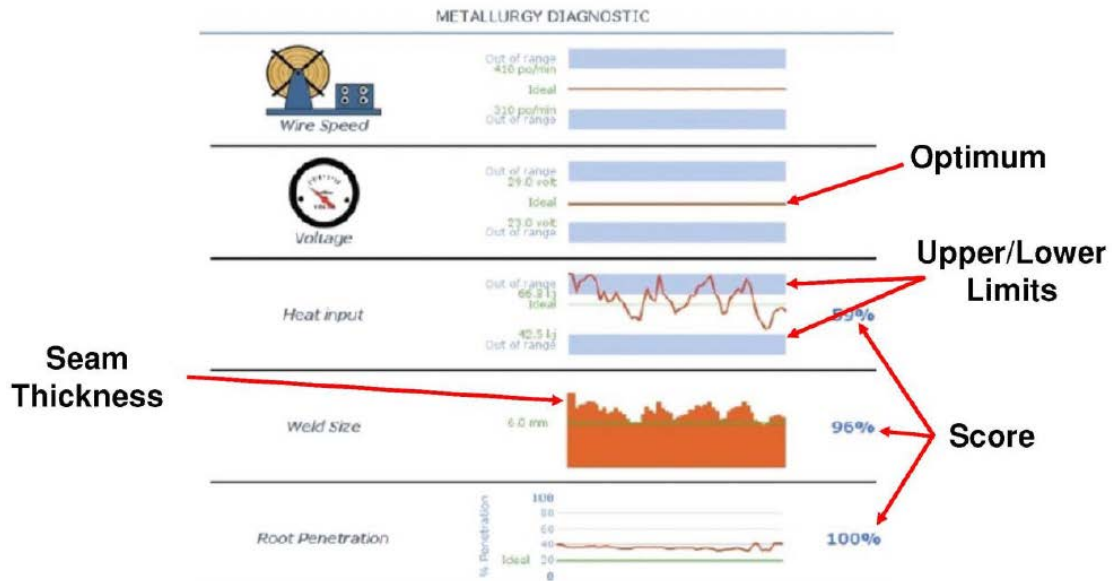 METALLURGY DIAGNOSTIC
Out of range
410 po/min
Ideal
310 po/min
Out of range
Wire Speed
Optimum
Out of range
29.0 volt
Ideal
23.0 volt
Out of range
Voltage
Upper/Lower
Limits
Out of range
66.8 kj
Ideal
42.5 kj
Out of range
Heat input
59%
Seam
Thickness
Weld Size
6.0 mm
96%
Score
Root Penetration
% Penetration
100
80
60
40
Ideal 20
0
100%